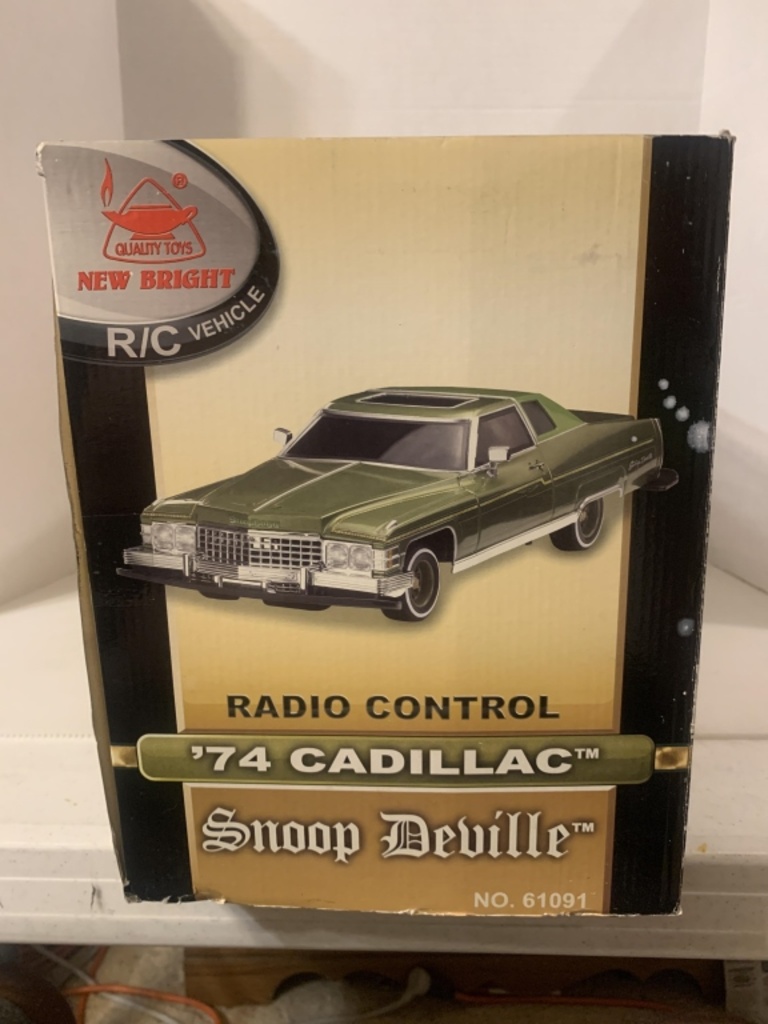 ®
QUALITY TOYS
NEW BRIGHT
R/C VEHICLE
RADIO CONTROL
’74 CADILLAC™
Snoop Deville™
NO. 61091